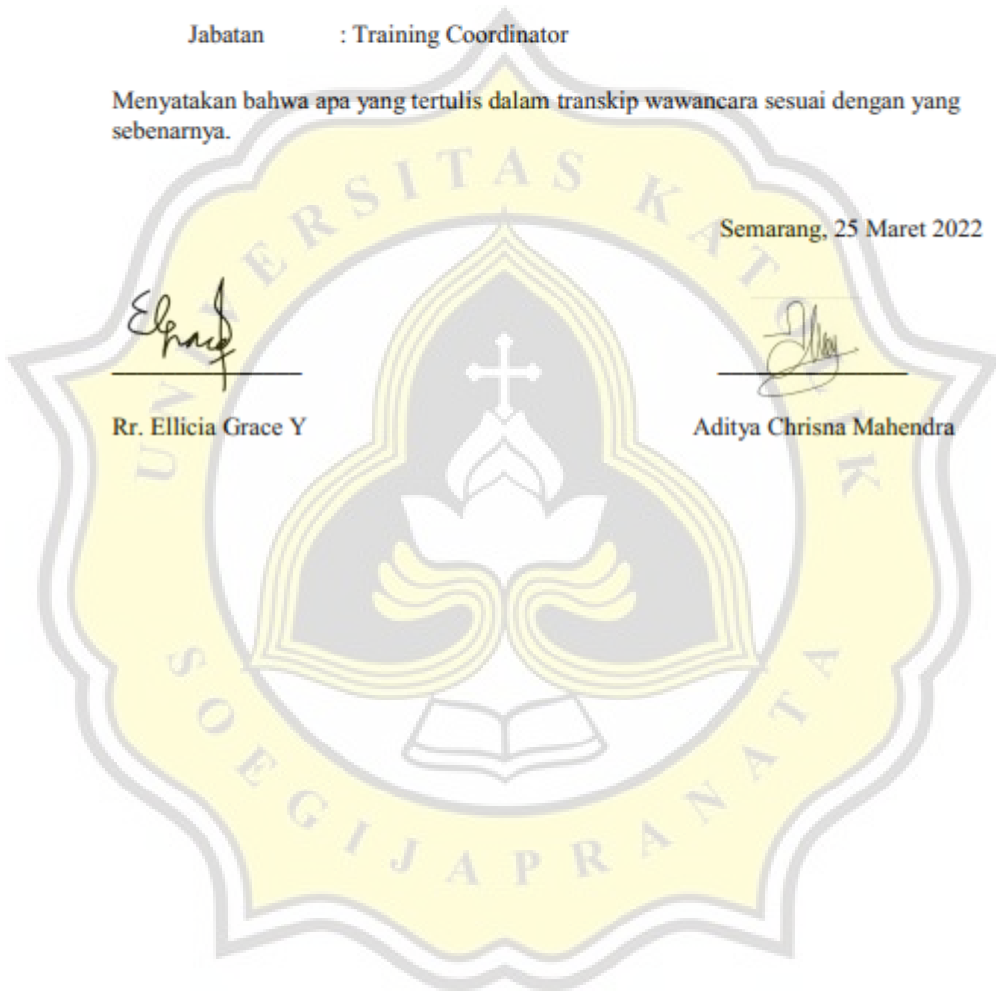 Jabatan : Training Coordinator
Menyatakan bahwa apa yang tertulis dalam transkip wawancara sesuai dengan yang
sebenarnya.
UNIVERSITAS KATOLIK
Semarang, 25 Maret 2022
Elgrace
Rr. Ellicia Grace Y Aditya Chrisna Mahendra
SOEGIJAPRANATA